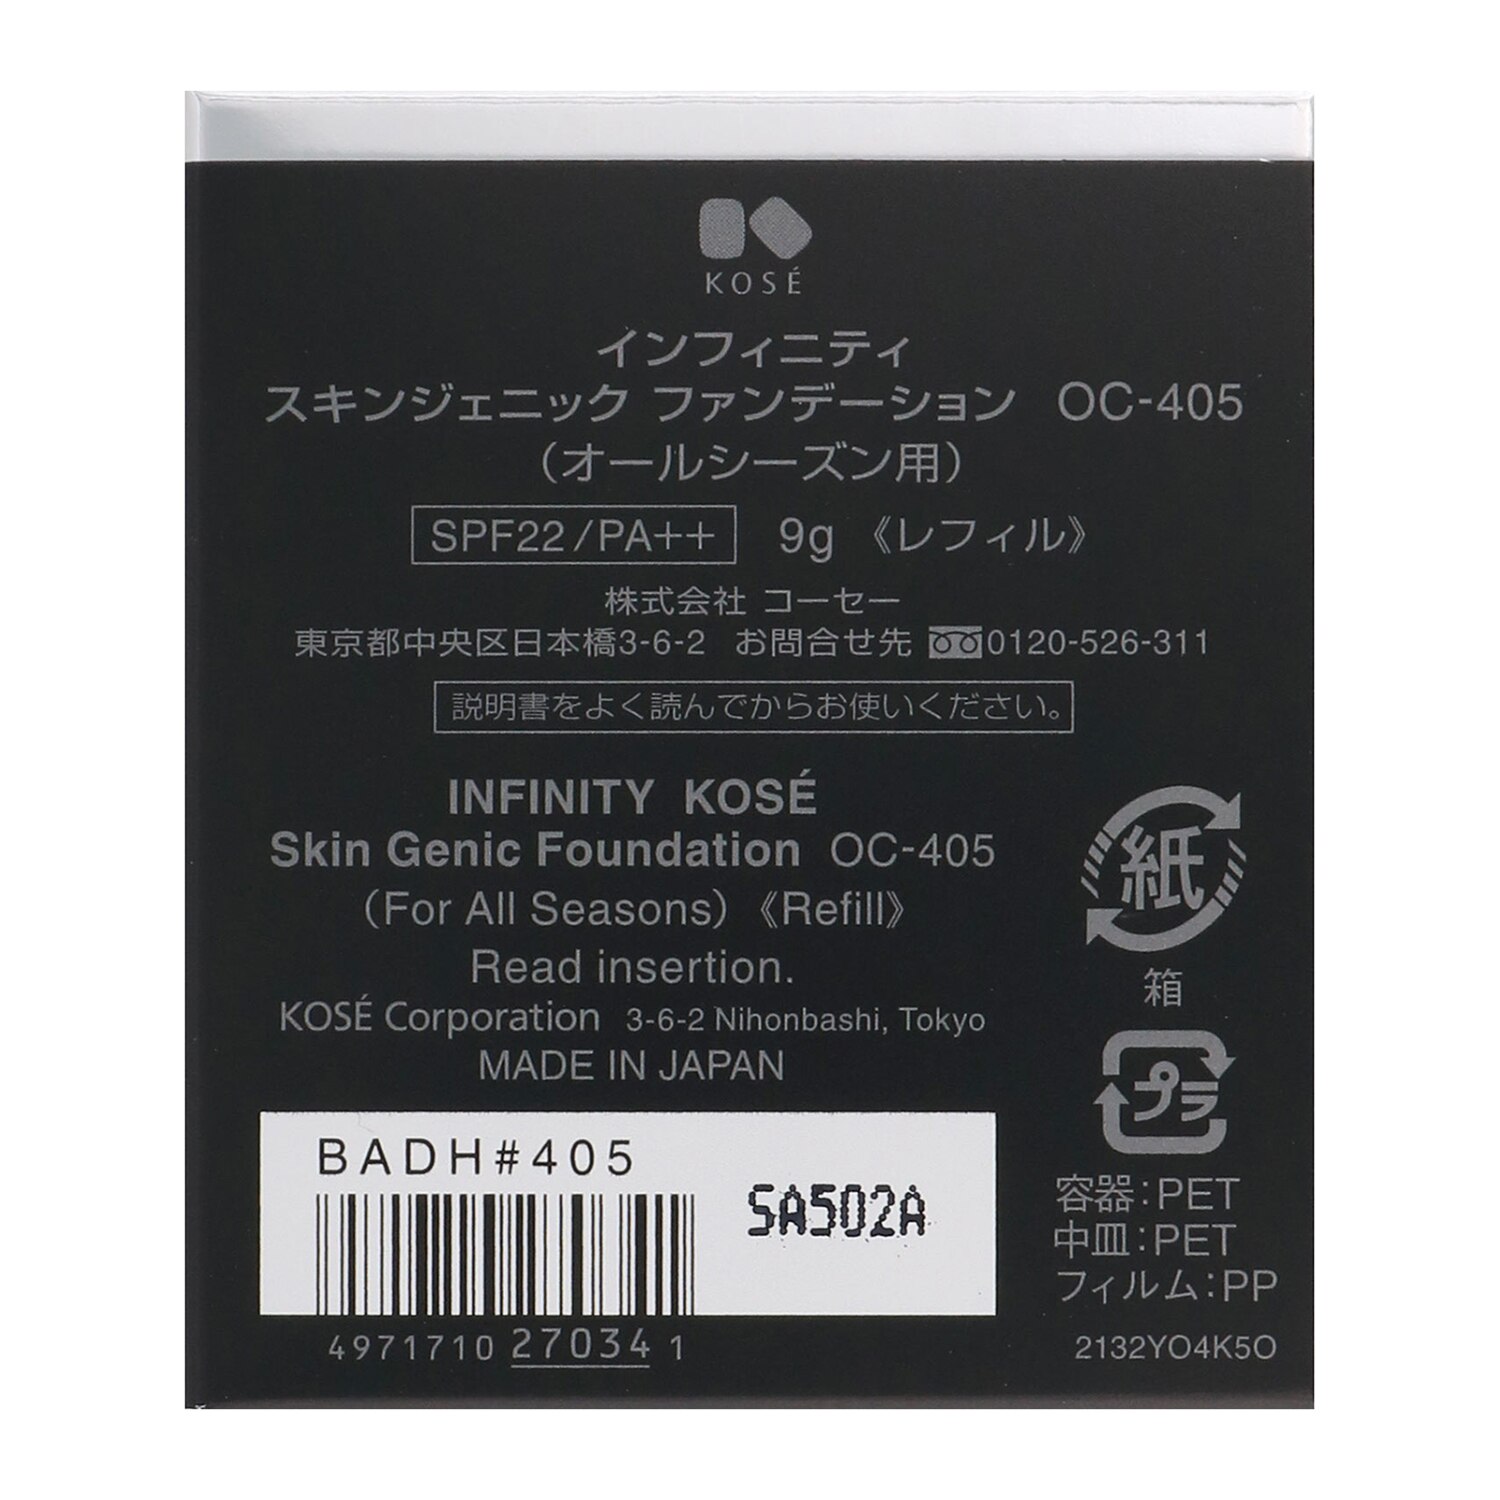 KOSÉ
インフィニティ
スキンジェニック ファンデーション OC-405
（オールシーズン用）
SPF22/PA++ 9g 《レフィル》
株式会社 コーセー
東京都中央区日本橋3-6-2 お問合せ先 0120-526-311
説明書をよく読んでからお使いください。
INFINITY KOSÉ
Skin Genic Foundation OC-405
（For All Seasons）《Refill》
Read insertion.
KOSÉ Corporation 3-6-2 Nihonbashi, Tokyo
MADE IN JAPAN
紙
箱
プラ
容器：PET
中皿：PET
フィルム：PP
2132YO4K5O
BADH#405
5A502A
4971710 27034 1